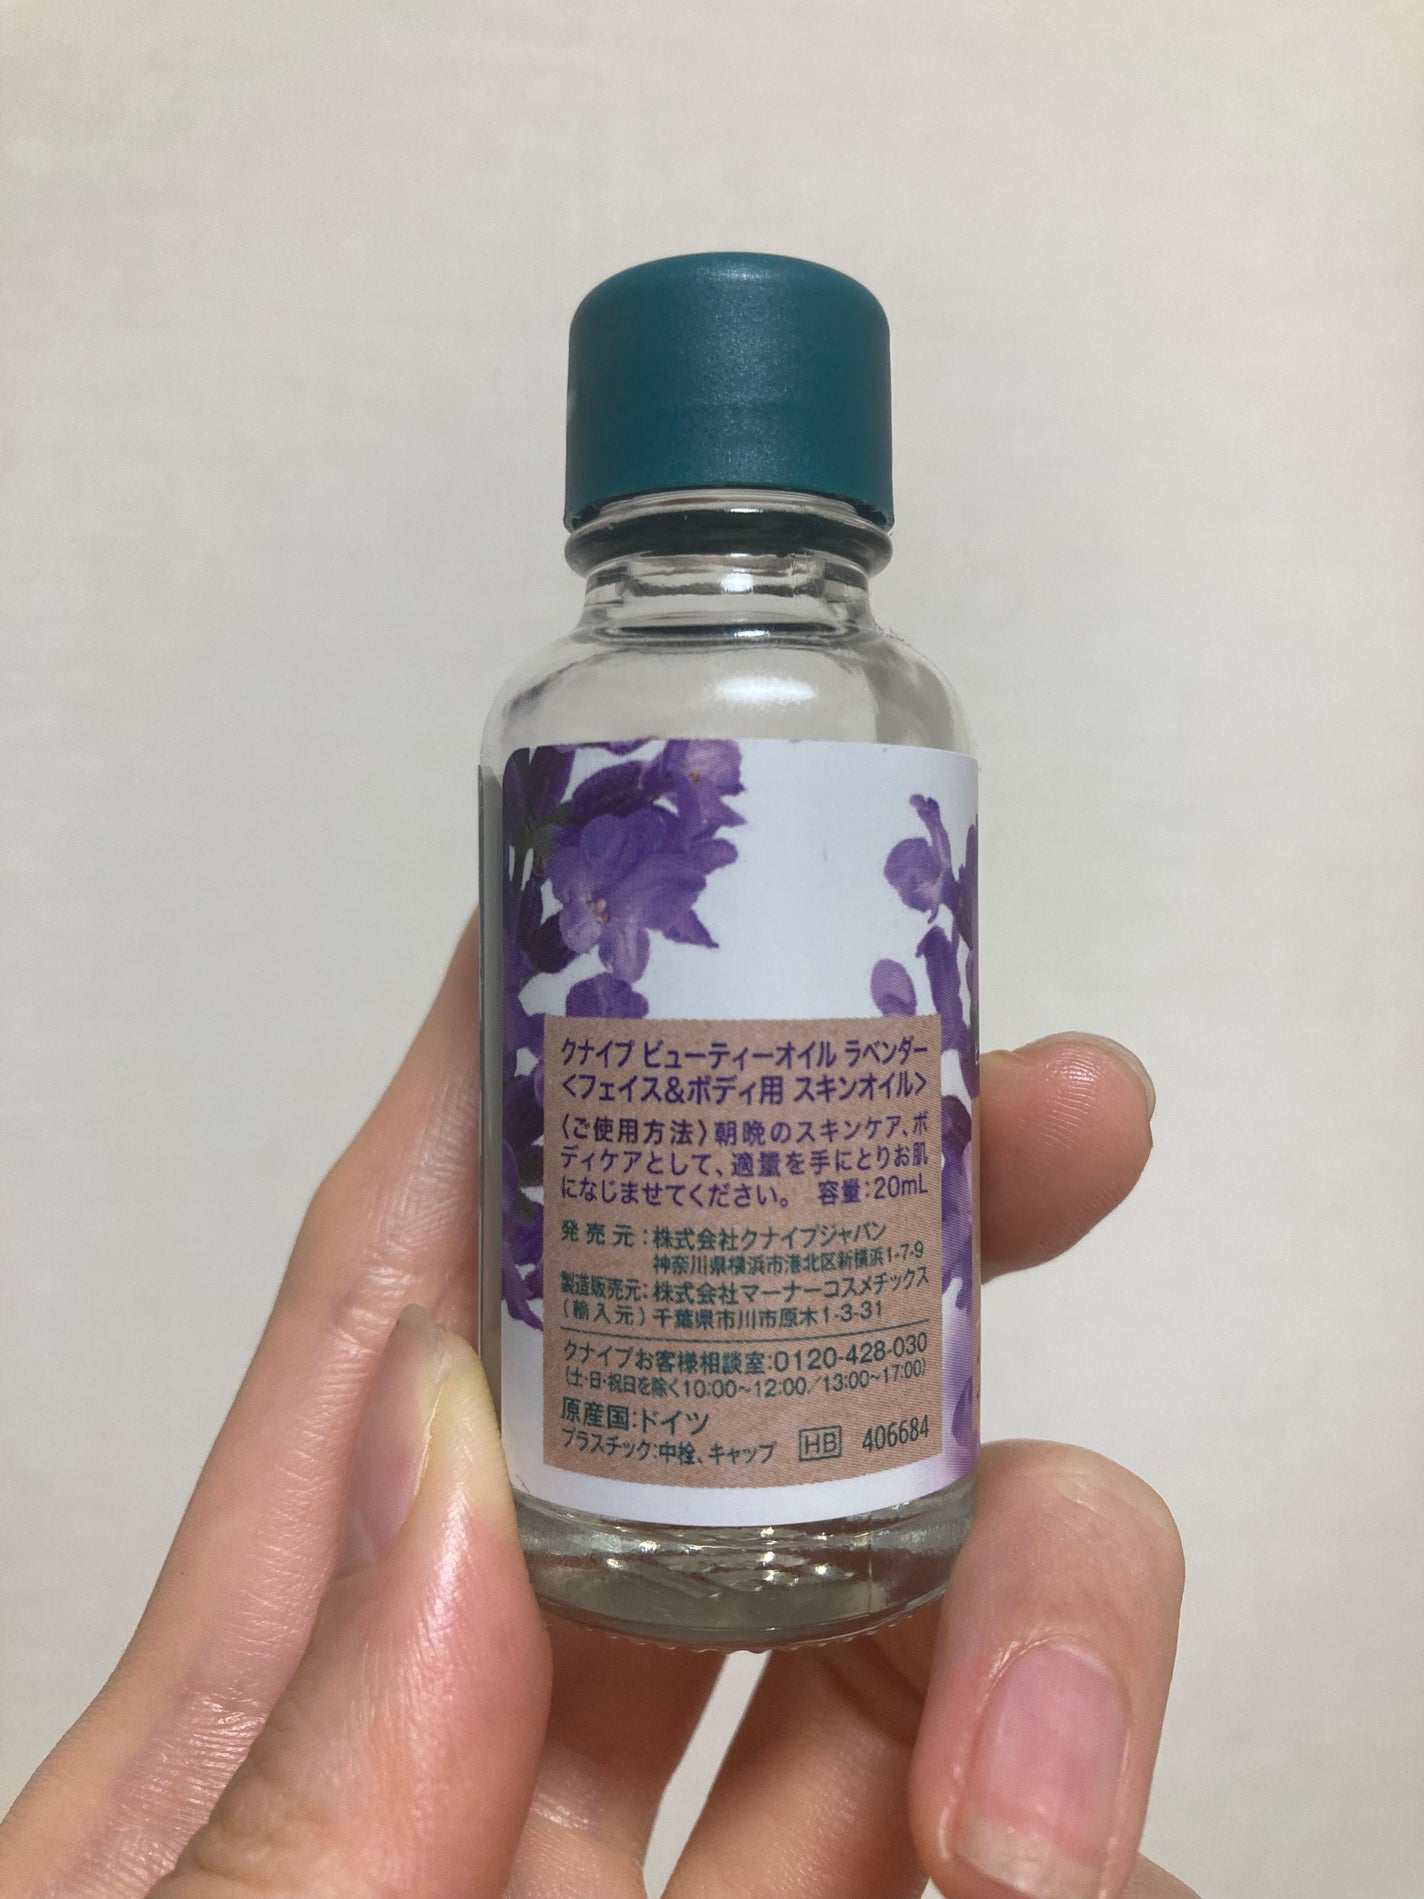 クナイプ ビューティーオイル ラベンダー
<フェイス&ボディ用 スキンオイル>
〈ご使用方法〉朝晩のスキンケア、ボ
ディケアとして、適量を手にとりお肌
になじませてください。 容量:20mL
発売元:株式会社クナイプジャパン
神奈川県横浜市港北区新横浜1-7-9
製造販売元:株式会社マーナーコスメチックス
(輸入元)千葉県市川市原木1-3-31
クナイプお客様相談室:0120-428-030
(土・日・祝日を除く10:00~12:00/13:00~17:00)
原産国:ドイツ
プラスチック:中栓、キャップ HB 406684